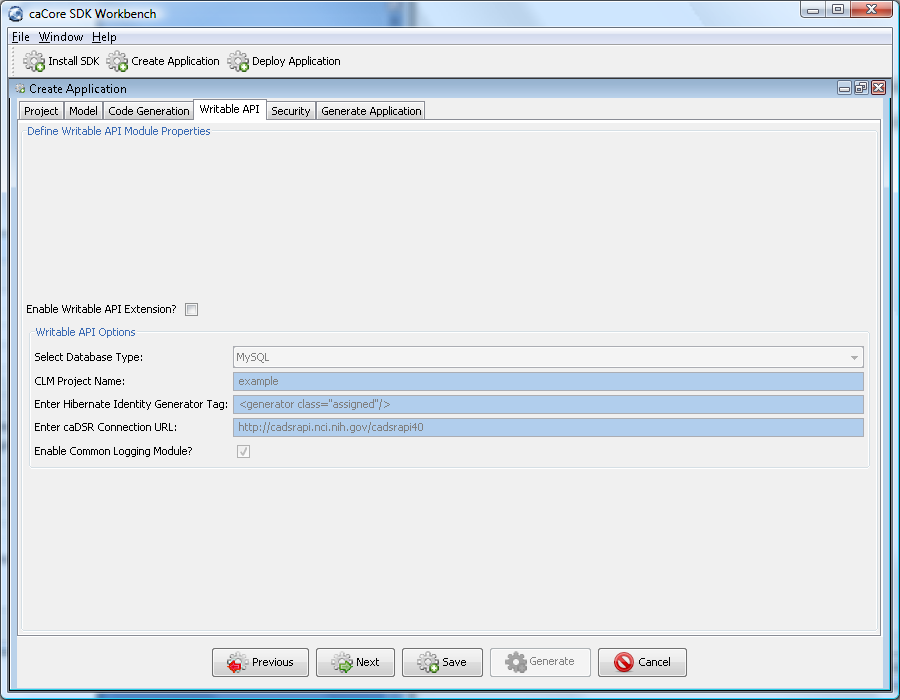 caCore SDK Workbench
File Window Help
Install SDK Create Application Deploy Application
Create Application
Project Model Code Generation Writable API Security Generate Application
Define Writable API Module Properties
Enable Writable API Extension?
Writable API Options
Select Database Type: MySQL
CLM Project Name: example
Enter Hibernate Identity Generator Tag: <generator class="assigned"/>
Enter caDSR Connection URL: http://cadsrapi.nci.nih.gov/cadsrapi40
Enable Common Logging Module?
Previous Next Save Generate Cancel